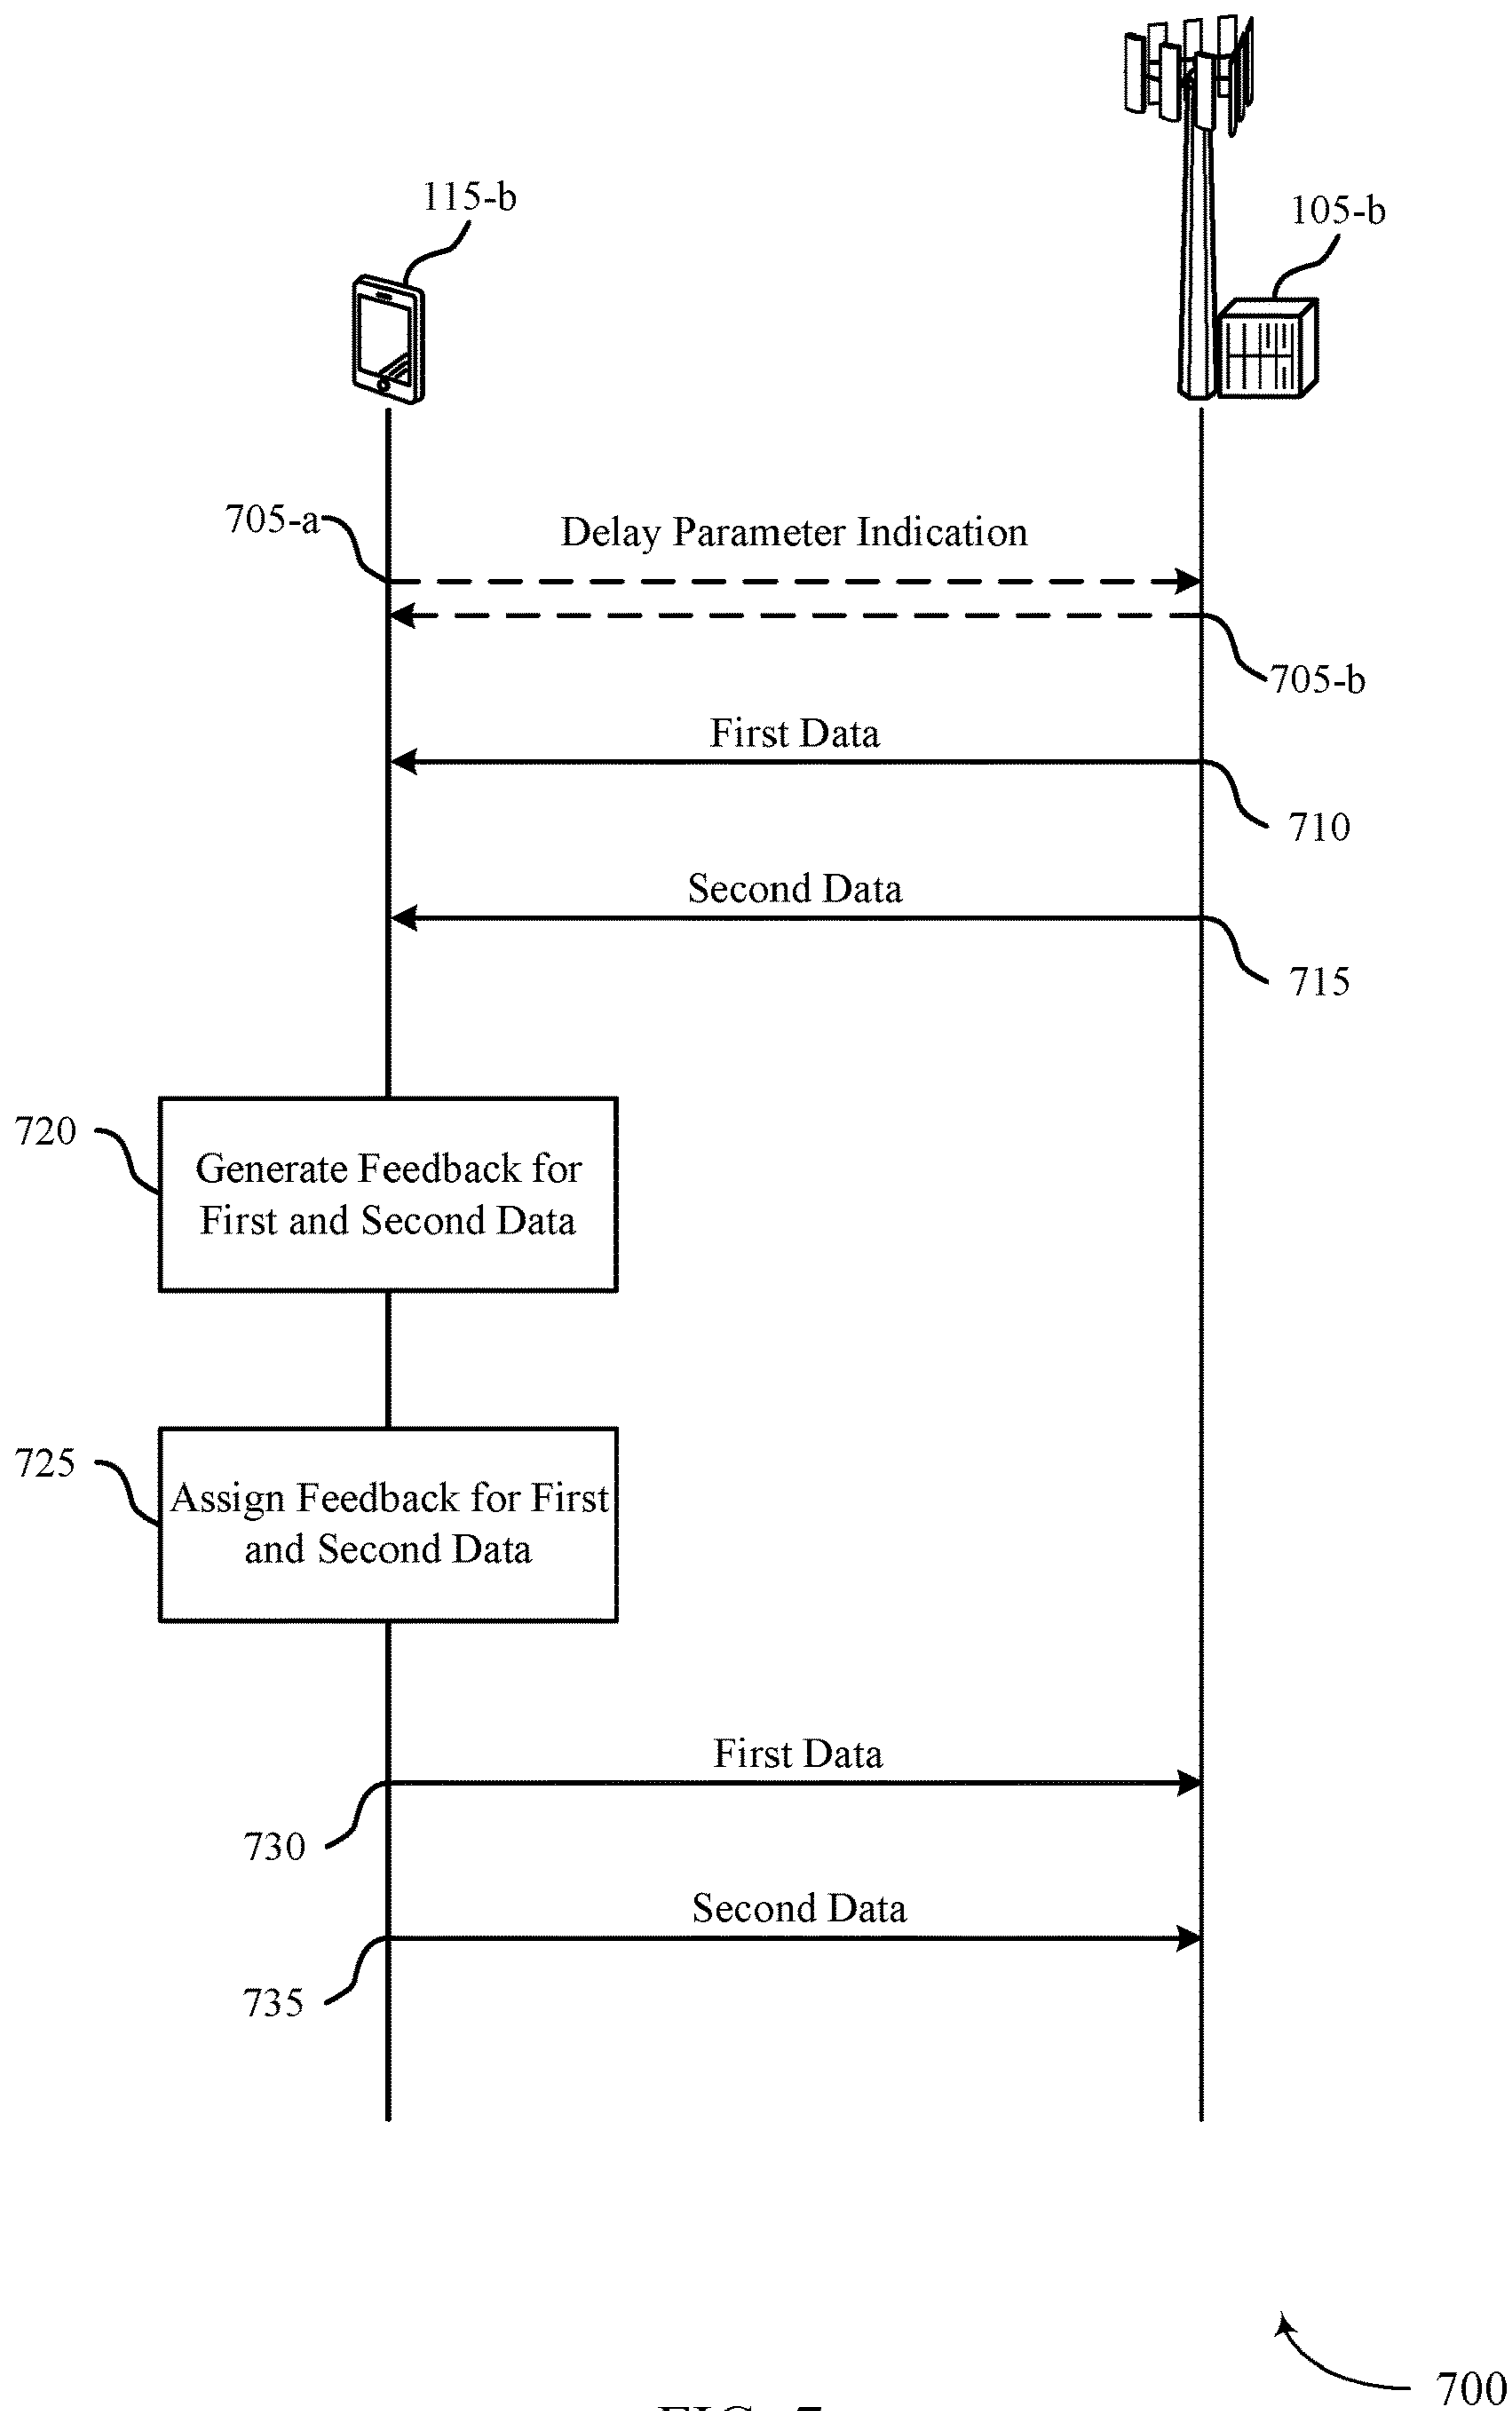 115-b
105-b
705-a
Delay Parameter Indication
705-b
First Data
710
Second Data
715
720
Generate Feedback for
First and Second Data
725
Assign Feedback for First
and Second Data
First Data
730
Second Data
735
700